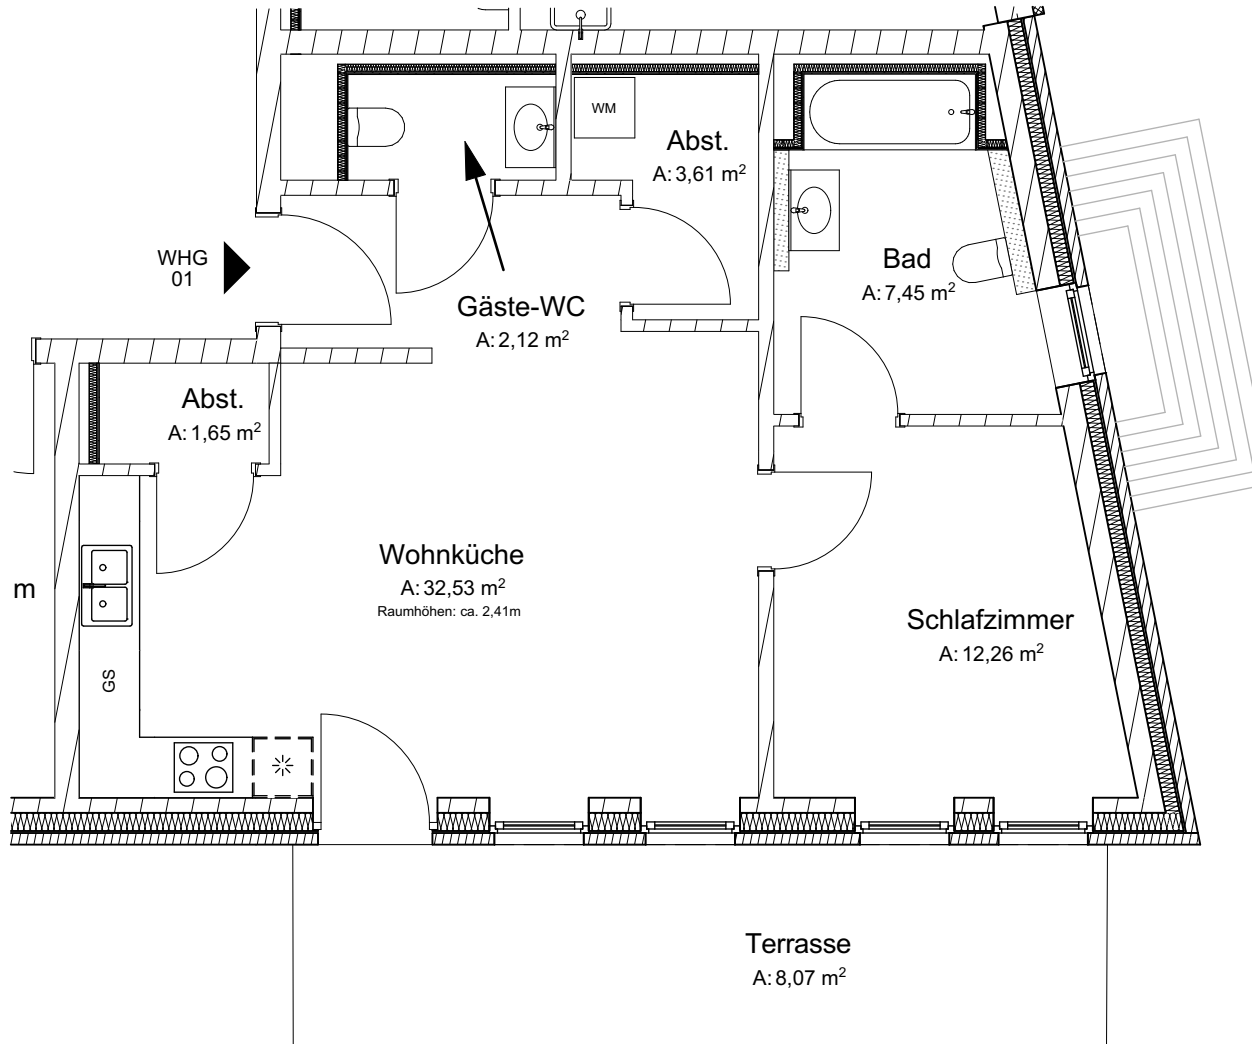 WM
Abst.
A: 3,61 m²
WHG
01
Bad
A: 7,45 m²
Gäste-WC
A: 2,12 m²
Abst.
A: 1,65 m²
Wohnküche
A: 32,53 m²
Raumhöhen: ca. 2,41m
m
Schlafzimmer
A: 12,26 m²
GS
Terrasse
A: 8,07 m²